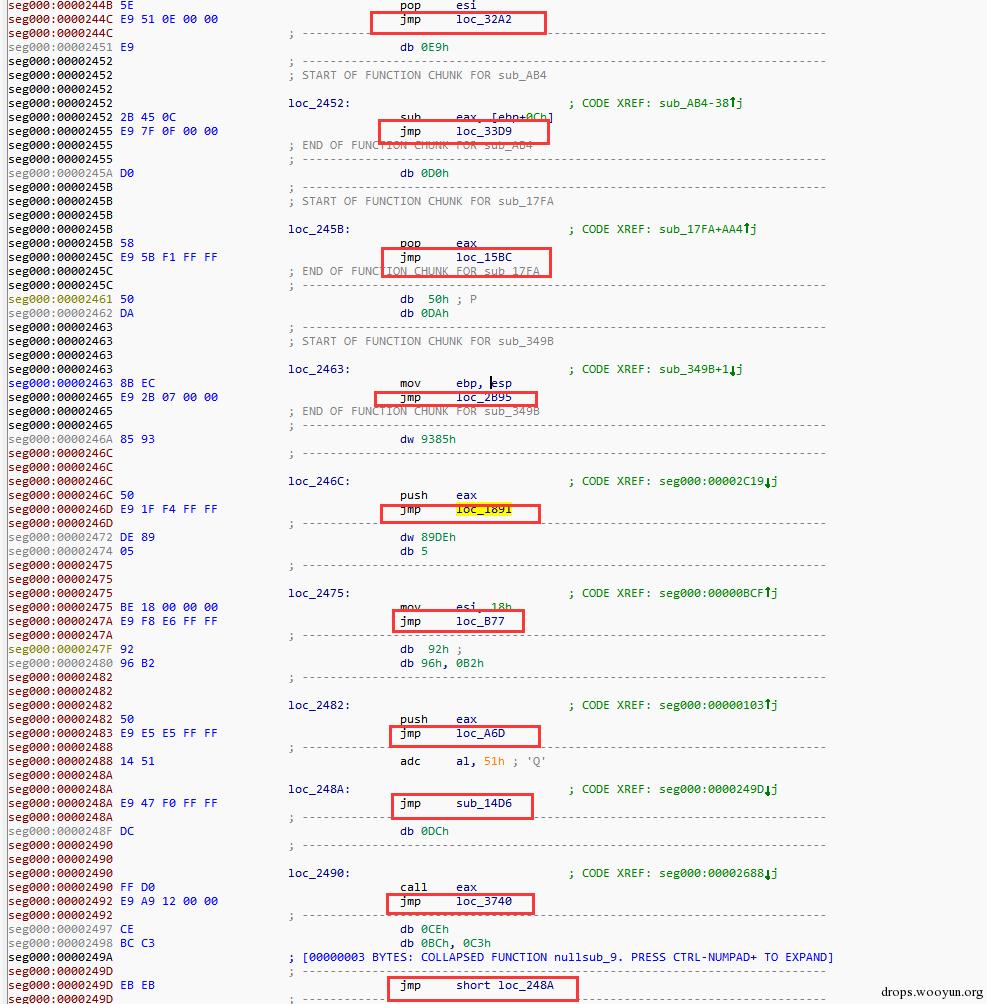 seg000:0000244B 5E pop esi
seg000:0000244C E9 51 0E 00 00 jmp loc_32A2
seg000:0000244C ; ---------------------------------------------------------------------------
seg000:00002451 E9 db 0E9h
seg000:00002452 ; ---------------------------------------------------------------------------
seg000:00002452 ; START OF FUNCTION CHUNK FOR sub_AB4
seg000:00002452
seg000:00002452 loc_2452: ; CODE XREF: sub_AB4-38↑j
seg000:00002452 2B 45 0C sub eax, [ebp+0Ch]
seg000:00002455 E9 7F 0F 00 00 jmp loc_33D9
seg000:00002455 ; END OF FUNCTION CHUNK FOR sub_AB4
seg000:00002455 ; ---------------------------------------------------------------------------
seg000:0000245A D0 db 0D0h
seg000:0000245B ; ---------------------------------------------------------------------------
seg000:0000245B ; START OF FUNCTION CHUNK FOR sub_17FA
seg000:0000245B
seg000:0000245B loc_245B: ; CODE XREF: sub_17FA+AA4↑j
seg000:0000245B 58 pop eax
seg000:0000245C E9 5B F1 FF FF jmp loc_15BC
seg000:0000245C ; END OF FUNCTION CHUNK FOR sub_17FA
seg000:0000245C ; ---------------------------------------------------------------------------
seg000:00002461 50 db 50h ; P
seg000:00002462 DA db 0DAh
seg000:00002463 ; ---------------------------------------------------------------------------
seg000:00002463 ; START OF FUNCTION CHUNK FOR sub_349B
seg000:00002463
seg000:00002463 loc_2463: ; CODE XREF: sub_349B+1↓j
seg000:00002463 8B EC mov ebp, esp
seg000:00002465 E9 2B 07 00 00 jmp loc_2B95
seg000:00002465 ; END OF FUNCTION CHUNK FOR sub_349B
seg000:00002465 ; ---------------------------------------------------------------------------
seg000:0000246A 85 93 dw 9385h
seg000:0000246C ; ---------------------------------------------------------------------------
seg000:0000246C
seg000:0000246C loc_246C: ; CODE XREF: seg000:00002C19↓j
seg000:0000246C 50 push eax
seg000:0000246D E9 1F F4 FF FF jmp loc_1891
seg000:0000246D ; ---------------------------------------------------------------------------
seg000:00002472 DE 89 dw 89DEh
seg000:00002474 05 db 5
seg000:00002475 ; ---------------------------------------------------------------------------
seg000:00002475
seg000:00002475 loc_2475: ; CODE XREF: seg000:00000BCF↑j
seg000:00002475 BE 18 00 00 00 mov esi, 18h
seg000:0000247A E9 F8 E6 FF FF jmp loc_B77
seg000:0000247A ; ---------------------------------------------------------------------------
seg000:0000247F 92 db 92h ;
seg000:00002480 96 B2 db 96h, 0B2h
seg000:00002482 ; ---------------------------------------------------------------------------
seg000:00002482
seg000:00002482 loc_2482: ; CODE XREF: seg000:00000103↑j
seg000:00002482 50 push eax
seg000:00002483 E9 E5 E5 FF FF jmp loc_A6D
seg000:00002488 ; ---------------------------------------------------------------------------
seg000:00002488 14 51 adc al, 51h ; 'Q'
seg000:0000248A
seg000:0000248A loc_248A: ; CODE XREF: seg000:0000249D↓j
seg000:0000248A E9 47 F0 FF FF jmp sub_14D6
seg000:0000248A ; ---------------------------------------------------------------------------
seg000:0000248F DC db 0DCh
seg000:00002490 ; ---------------------------------------------------------------------------
seg000:00002490
seg000:00002490 loc_2490: ; CODE XREF: seg000:00002688↓j
seg000:00002490 FF D0 call eax
seg000:00002492 E9 A9 12 00 00 jmp loc_3740
seg000:00002492 ; ---------------------------------------------------------------------------
seg000:00002497 CE db 0CEh
seg000:00002498 BC C3 db 0BCh, 0C3h
seg000:0000249A ; [00000003 BYTES: COLLAPSED FUNCTION nullsub_9. PRESS CTRL-NUMPAD+ TO EXPAND]
seg000:0000249D ; ---------------------------------------------------------------------------
seg000:0000249D EB EB jmp short loc_248A
seg000:0000249D ; ---------------------------------------------------------------------------
drops.wooyun.org